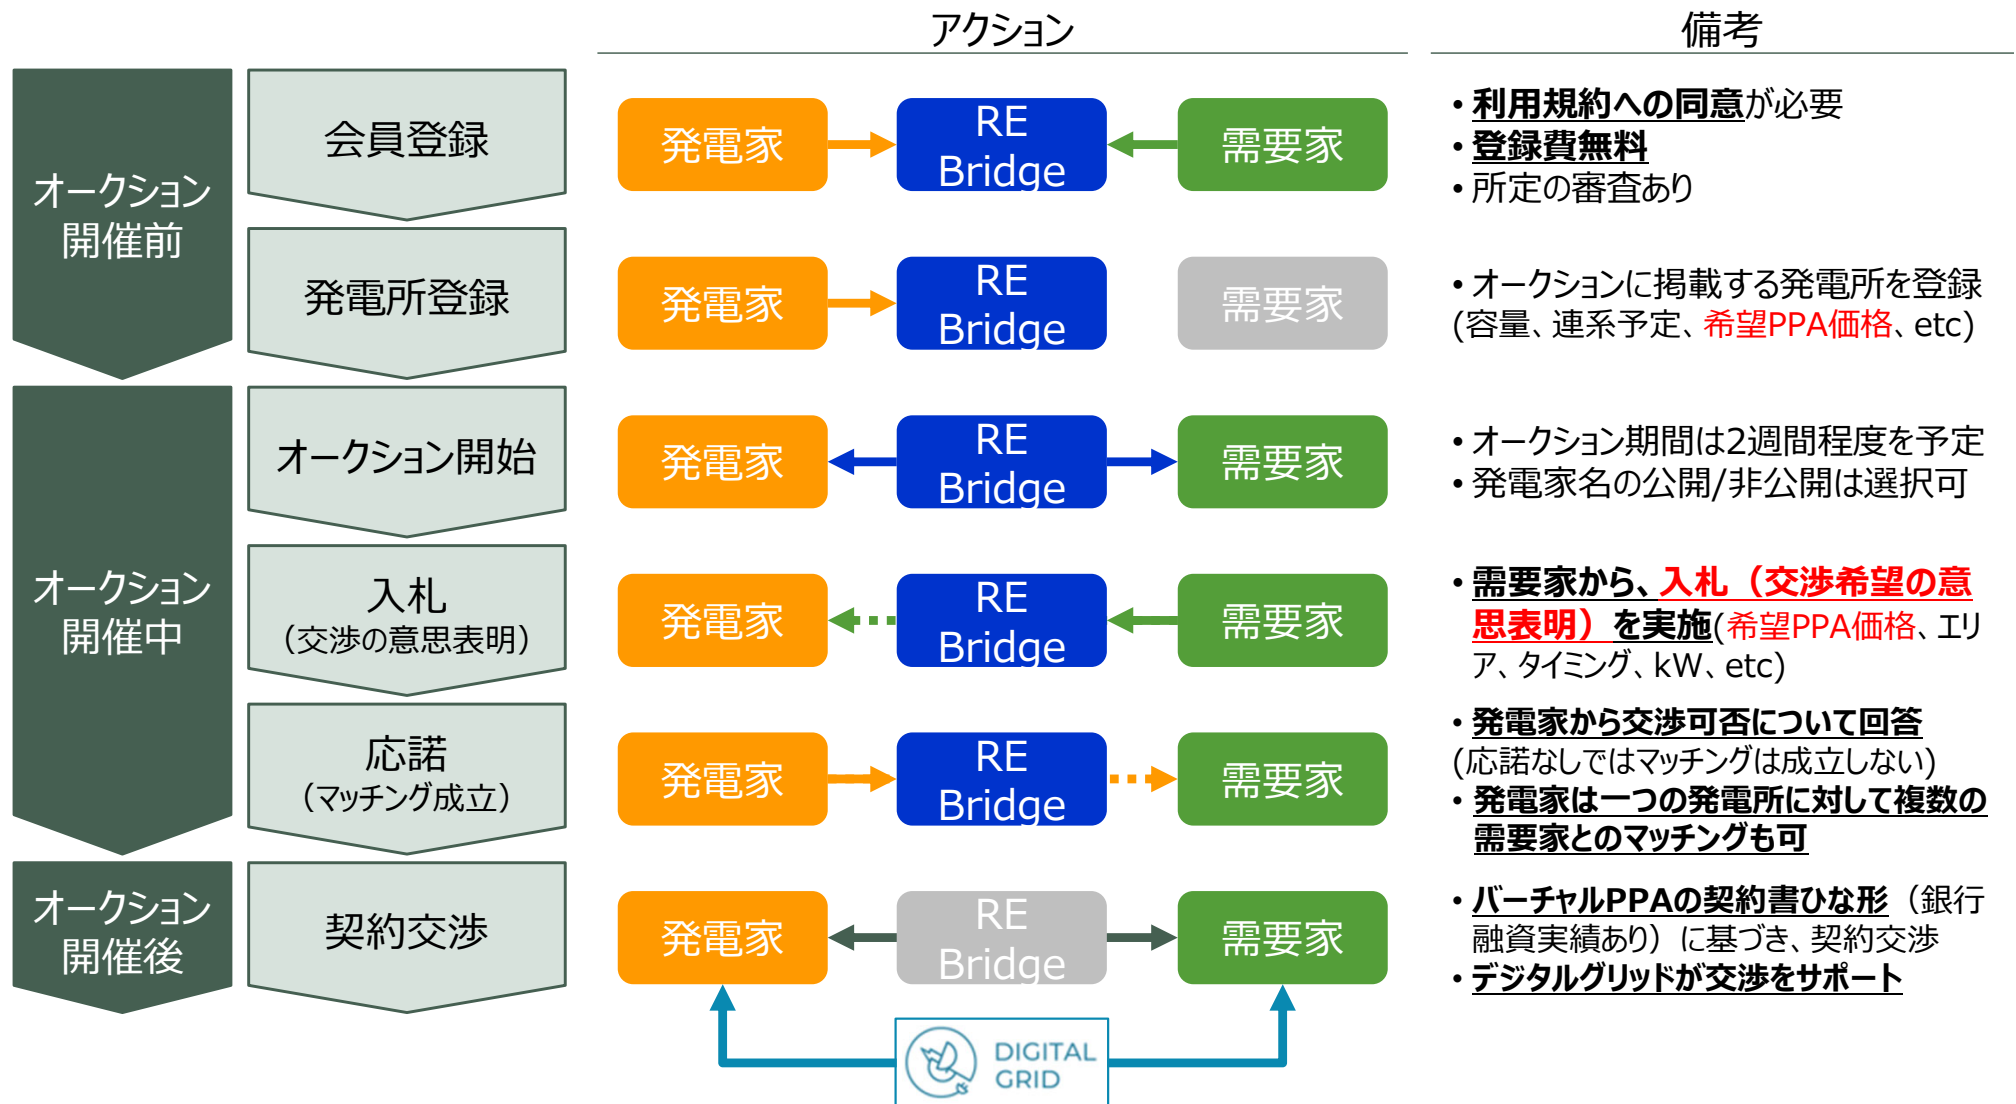 アクション
備考
オークション
開催前
会員登録
発電家
RE
Bridge
需要家
• 利用規約への同意が必要
• 登録費無料
• 所定の審査あり
発電所登録
発電家
RE
Bridge
需要家
• オークションに掲載する発電所を登録
(容量、連系予定、希望PPA価格、etc)
オークション
開催中
オークション開始
発電家
RE
Bridge
需要家
• オークション期間は2週間程度を予定
• 発電家名の公開/非公開は選択可
入札
（交渉の意思表明）
発電家
RE
Bridge
需要家
• 需要家から、入札（交渉希望の意
思表明）を実施(希望PPA価格、エリ
ア、タイミング、kW、etc)
応諾
（マッチング成立）
発電家
RE
Bridge
需要家
• 発電家から交渉可否について回答
(応諾なしではマッチングは成立しない)
• 発電家は一つの発電所に対して複数の
需要家とのマッチングも可
オークション
開催後
契約交渉
発電家
RE
Bridge
需要家
• バーチャルPPAの契約書ひな形（銀行
融資実績あり）に基づき、契約交渉
• デジタルグリッドが交渉をサポート
DIGITAL
GRID